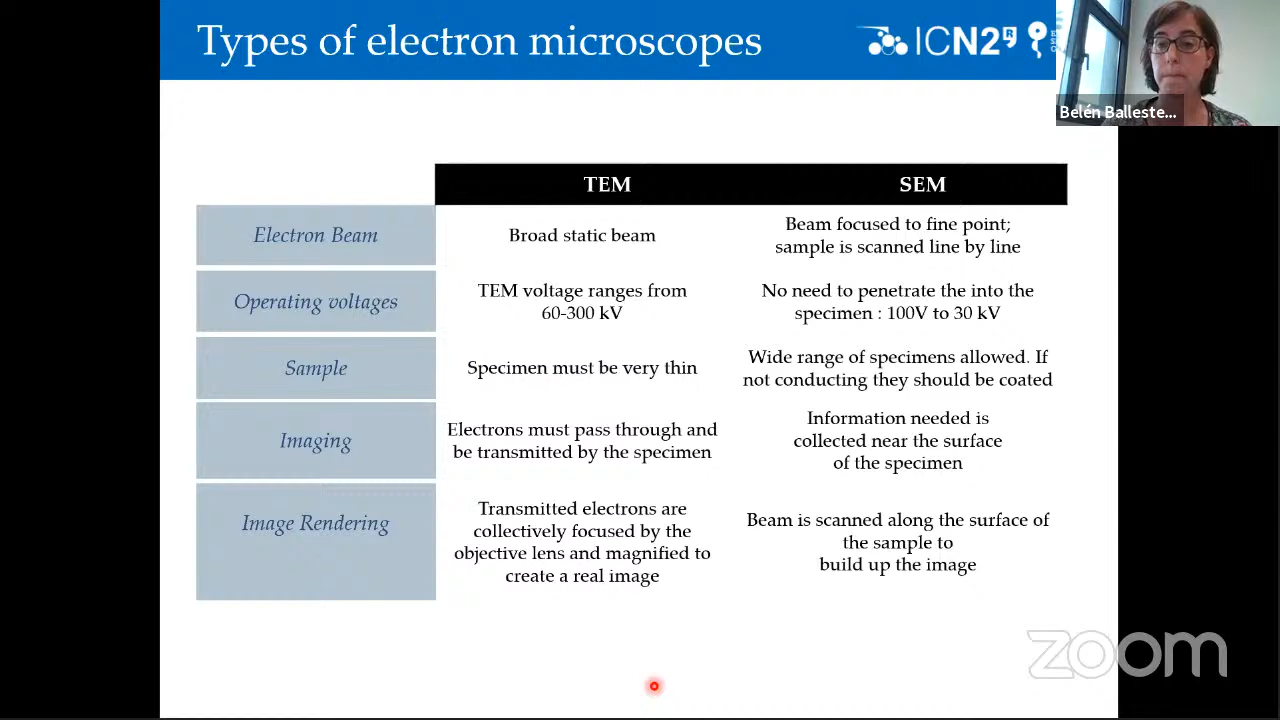 Types of electron microscopes
ICN2
Belén Balleste...
TEM
SEM
Electron Beam
Broad static beam
Beam focused to fine point;
sample is scanned line by line
Operating voltages
TEM voltage ranges from
60-300 kV
No need to penetrate the into the
specimen : 100V to 30 kV
Sample
Specimen must be very thin
Wide range of specimens allowed. If
not conducting they should be coated
Imaging
Electrons must pass through and
be transmitted by the specimen
Information needed is
collected near the surface
of the specimen
Image Rendering
Transmitted electrons are
collectively focused by the
objective lens and magnified to
create a real image
Beam is scanned along the surface of
the sample to
build up the image
zoom